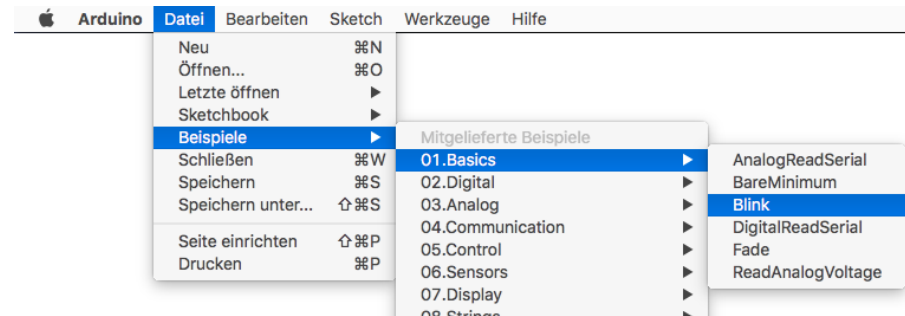 Arduino Datei Bearbeiten Sketch Werkzeuge Hilfe
Neu ⌘N
Öffnen... ⌘O
Letzte öffnen ▶
Sketchbook ▶
Beispiele ▶
Schließen ⌘W
Speichern ⌘S
Speichern unter... ⇧⌘S
Seite einrichten ⇧⌘P
Drucken ⌘P
Mitgelieferte Beispiele
01.Basics ▶
02.Digital ▶
03.Analog ▶
04.Communication ▶
05.Control ▶
06.Sensors ▶
07.Display ▶
08.Strings ▶
AnalogReadSerial
BareMinimum
Blink
DigitalReadSerial
Fade
ReadAnalogVoltage